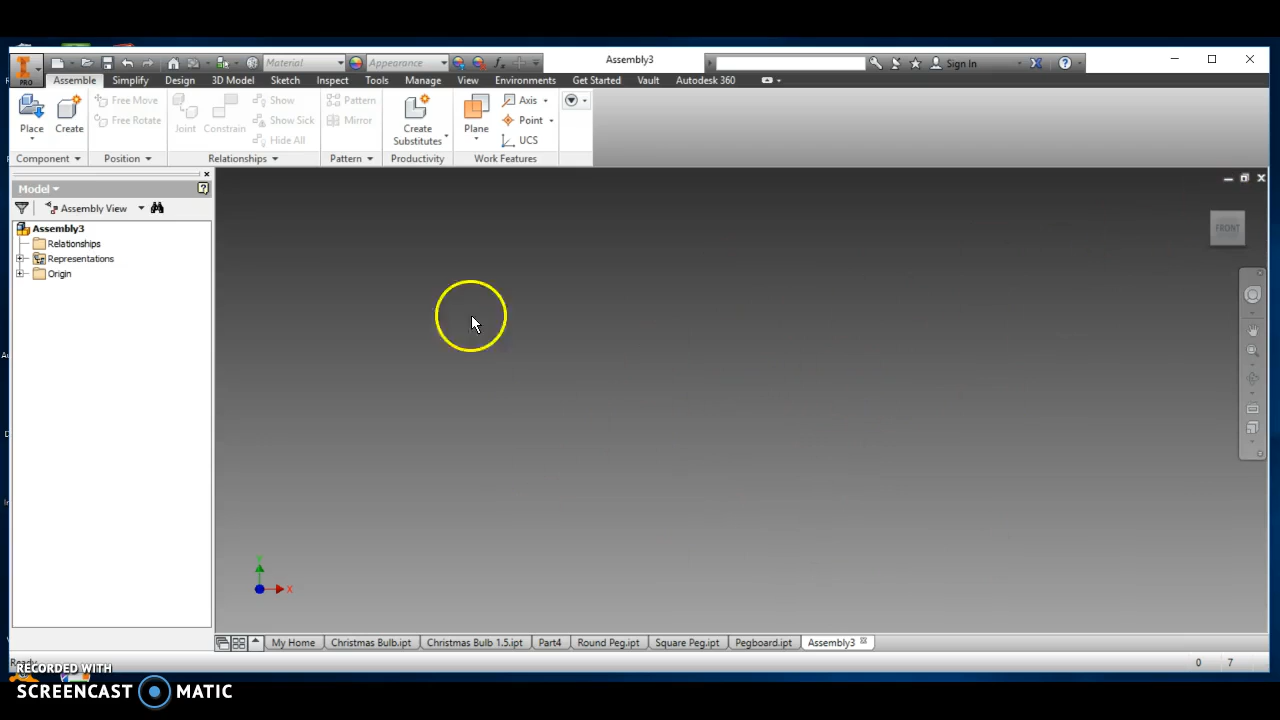 Material
Appearance
Assembly3
Sign In
PRO
Assemble Simplify Design 3D Model Sketch Inspect Tools Manage View Environments Get Started Vault Autodesk 360
Place Create
Free Move
Free Rotate
Joint Constrain
Show
Show Sick
Hide All
Pattern
Mirror
Create Substitutes
Plane
Axis
Point
UCS
Component Position Relationships Pattern Productivity Work Features
Model
Assembly View
Assembly3
Relationships
Representations
Origin
FRONT
Y
X
My Home Christmas Bulb.ipt Christmas Bulb 1.5.ipt Part4 Round Peg.ipt Square Peg.ipt Pegboard.ipt Assembly3
0 7
RECORDED WITH
SCREENCAST MATIC